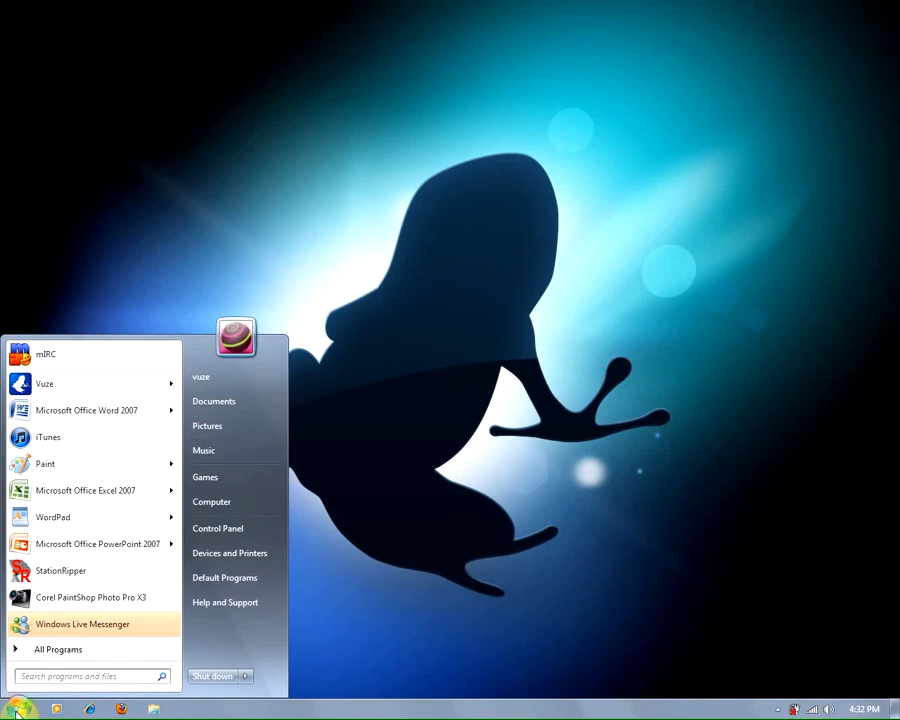 mIRC
Vuze
Microsoft Office Word 2007
iTunes
Paint
Microsoft Office Excel 2007
WordPad
Microsoft Office PowerPoint 2007
StationRipper
Corel PaintShop Photo Pro X3
Windows Live Messenger
All Programs
Search programs and files
vuze
Documents
Pictures
Music
Games
Computer
Control Panel
Devices and Printers
Default Programs
Help and Support
Shut down
4:32 PM